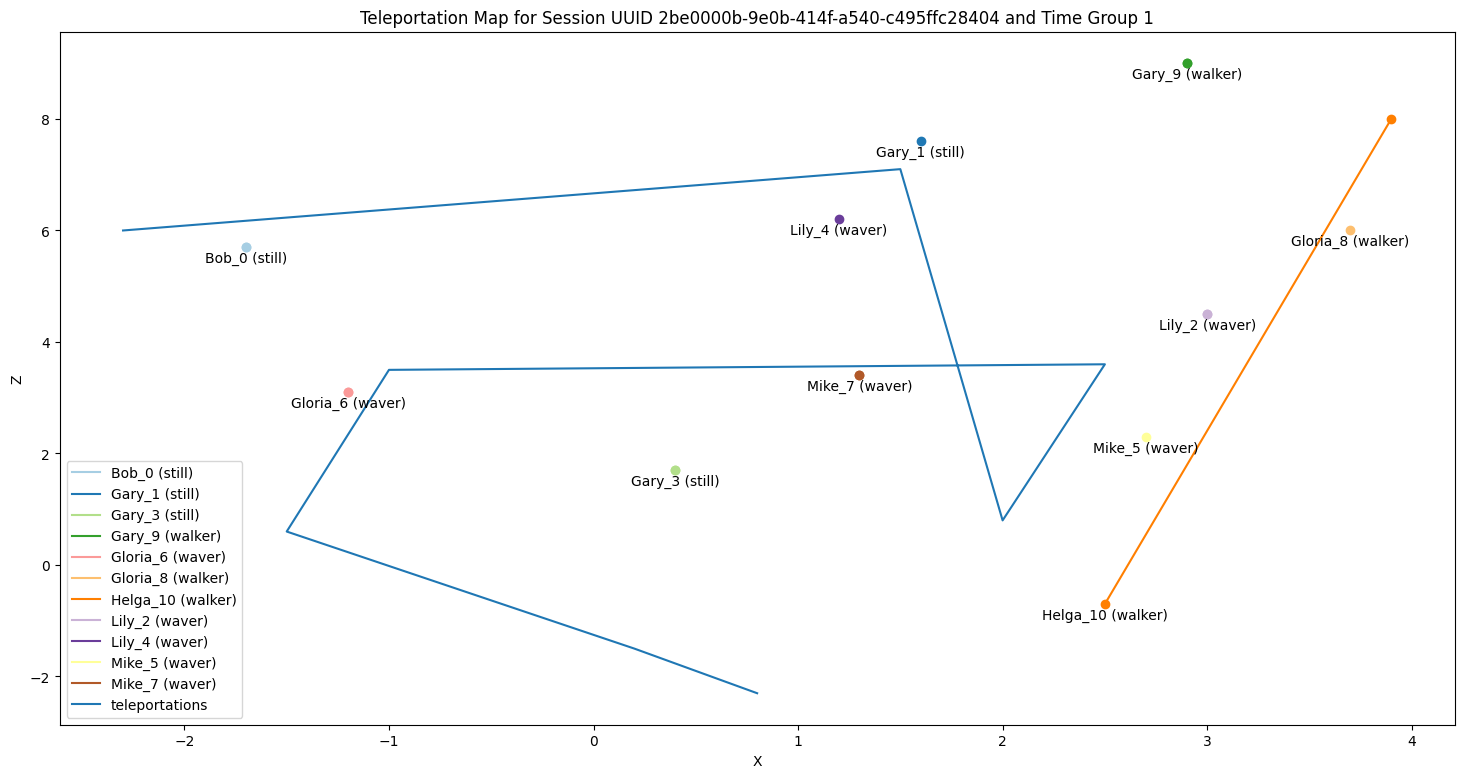 Teleportation Map for Session UUID 2be0000b-9e0b-414f-a540-c495ffc28404 and Time Group 1
Gary_9 (walker)
8
Gary_1 (still)
Lily_4 (waver)
6
Gloria_8 (walker)
Bob_0 (still)
Lily_2 (waver)
4
Z
Mike_7 (waver)
Gloria_6 (waver)
2
Mike_5 (waver)
Gary_3 (still)
0
Helga_10 (walker)
−2
Bob_0 (still)
Gary_1 (still)
Gary_3 (still)
Gary_9 (walker)
Gloria_6 (waver)
Gloria_8 (walker)
Helga_10 (walker)
Lily_2 (waver)
Lily_4 (waver)
Mike_5 (waver)
Mike_7 (waver)
teleportations
−2 −1 0 1 2 3 4
X